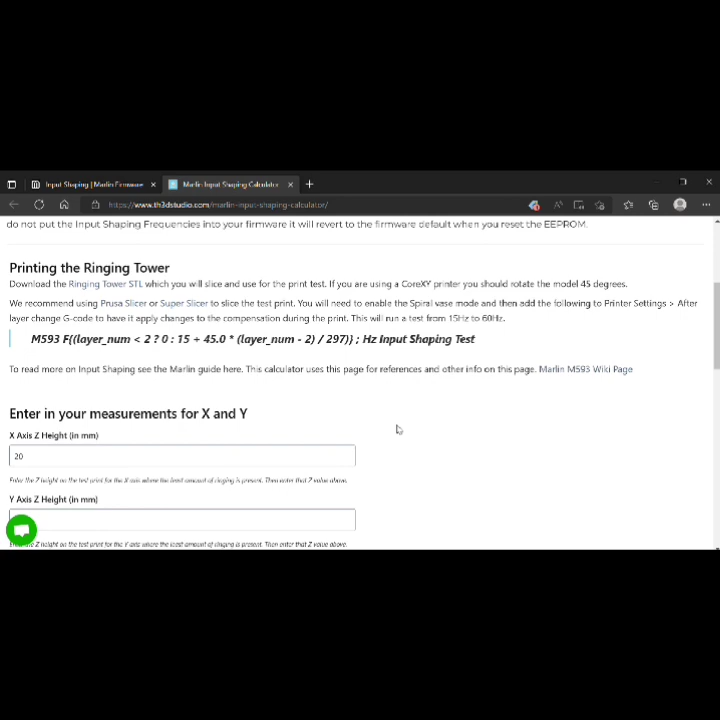 Input Shaping | Marlin Firmware
Marlin Input Shaping Calculator
https://www.th3dstudio.com/marlin-input-shaping-calculator/
do not put the Input Shaping Frequencies into your firmware it will revert to the firmware default when you reset the EEPROM.
Printing the Ringing Tower
Download the Ringing Tower STL which you will slice and use for the print test. If you are using a CoreXY printer you should rotate the model 45 degrees.
We recommend using Prusa Slicer or Super Slicer to slice the test print. You will need to enable the Spiral vase mode and then add the following to Printer Settings > After
layer change G-code to have it apply changes to the compensation during the print. This will run a test from 15Hz to 60Hz.
M593 F{(layer_num < 2 ? 0 : 15 + 45.0 * (layer_num - 2) / 297)} ; Hz Input Shaping Test
To read more on Input Shaping see the Marlin guide here. This calculator uses this page for references and other info on this page. Marlin M593 Wiki Page
Enter in your measurements for X and Y
X Axis Z Height (in mm)
20
Enter the Z height on the test print for the X axis where the least amount of ringing is present. Then enter that Z value above.
Y Axis Z Height (in mm)
the Z height on the test print for the Y axis where the least amount of ringing is present. Then enter that Z value above.